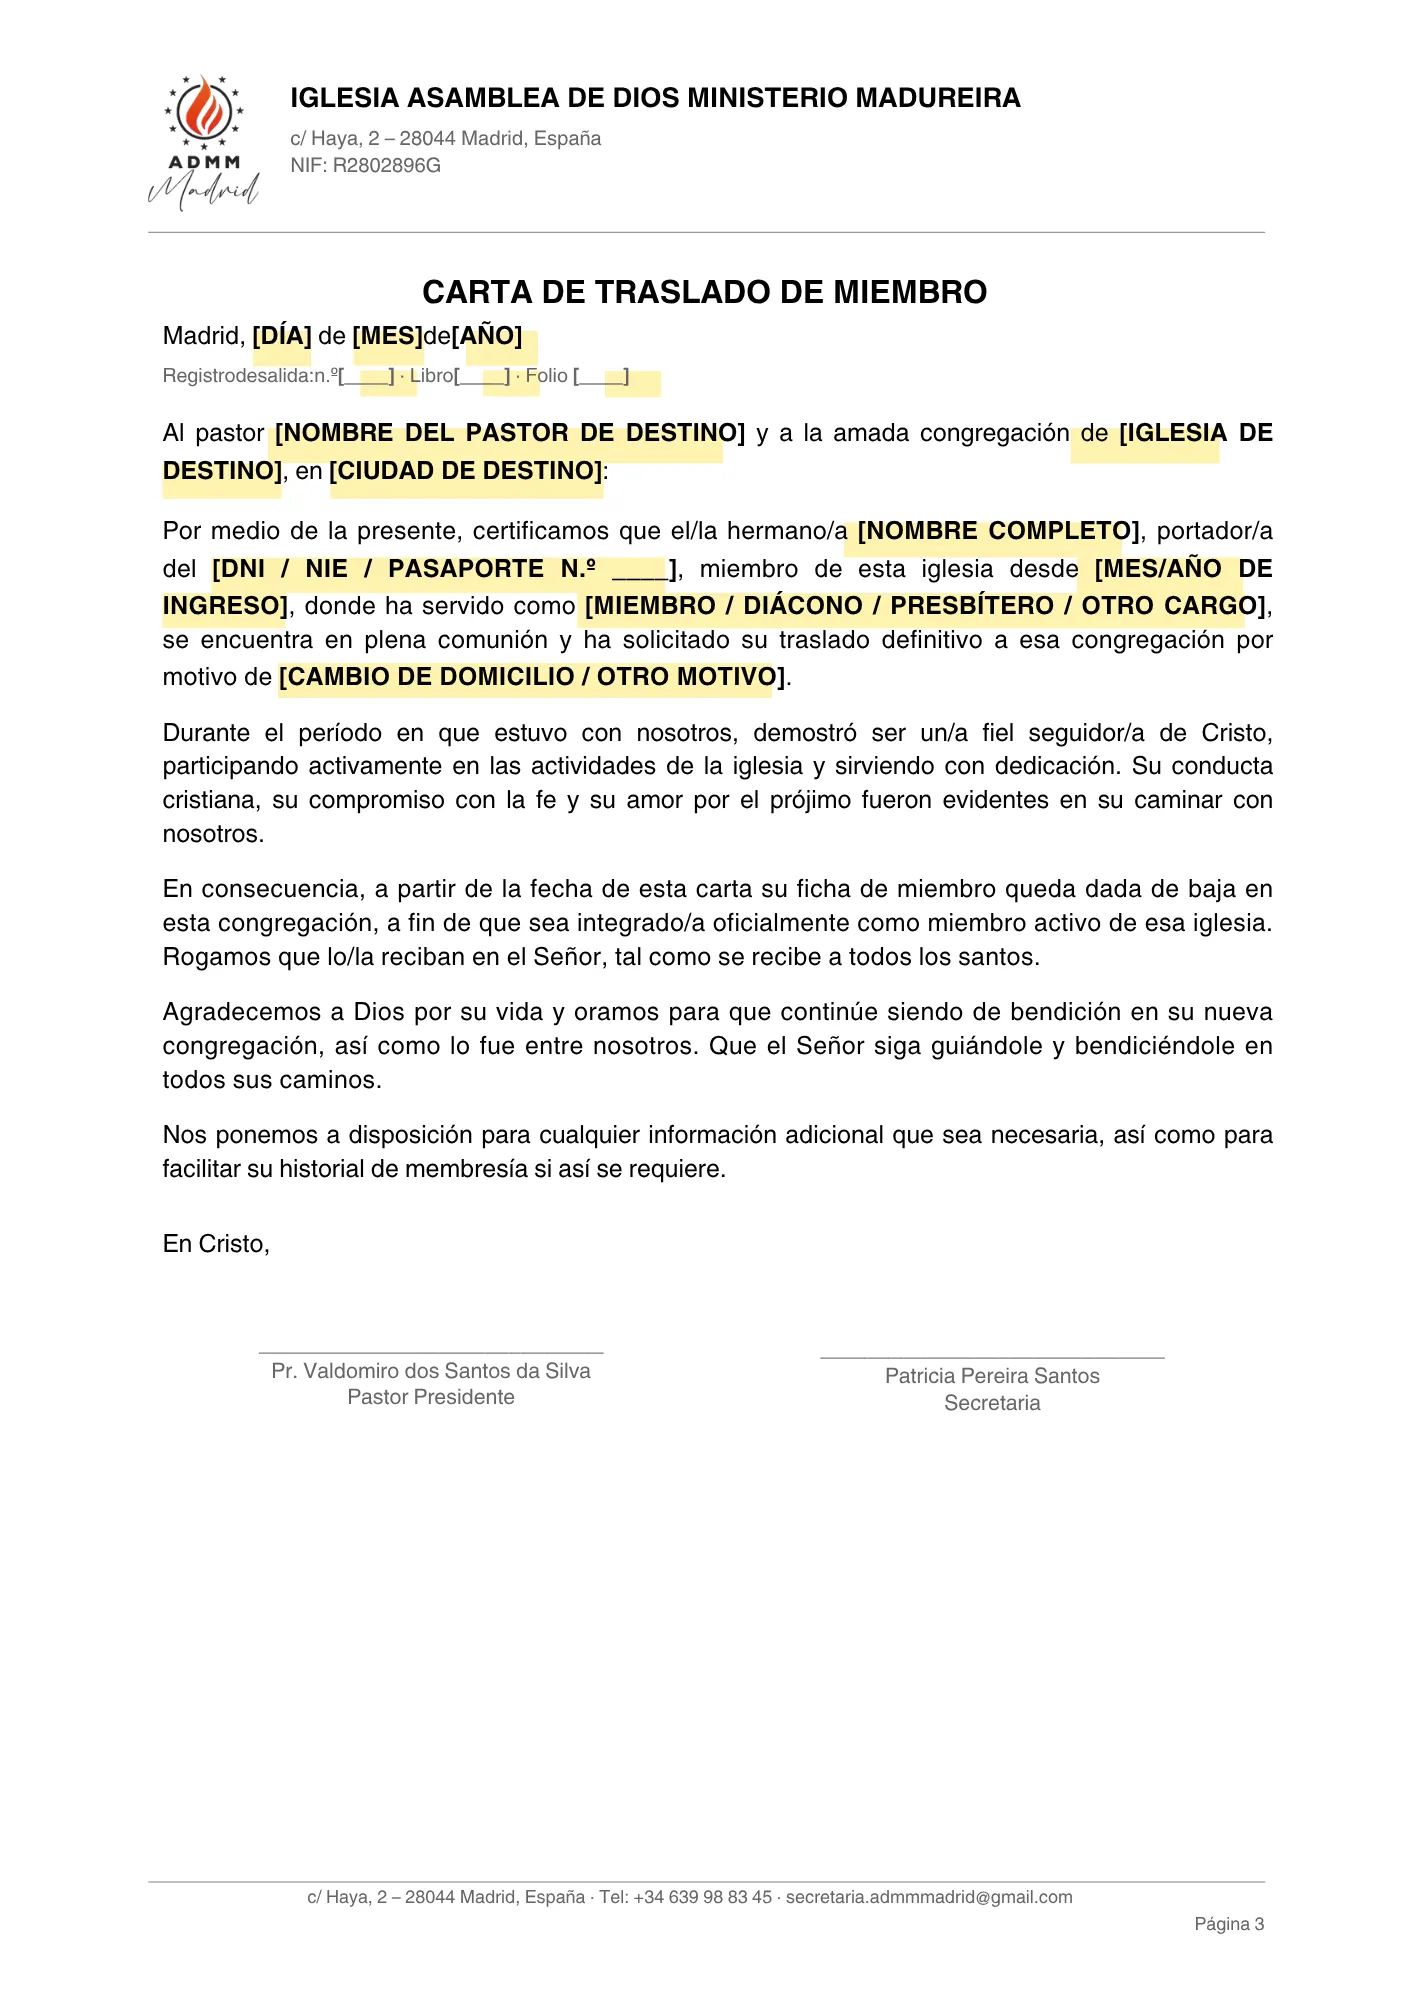 IGLESIA ASAMBLEA DE DIOS MINISTERIO MADUREIRA
c/ Haya, 2 – 28044 Madrid, España
NIF: R2802896G
ADMM
Madrid
CARTA DE TRASLADO DE MIEMBRO
Madrid, [DÍA] de [MES]de[AÑO]
Registrodesalida:n.º[____] · Libro[____] · Folio [____]
Al pastor [NOMBRE DEL PASTOR DE DESTINO] y a la amada congregación de [IGLESIA DE
DESTINO], en [CIUDAD DE DESTINO]:
Por medio de la presente, certificamos que el/la hermano/a [NOMBRE COMPLETO], portador/a
del [DNI / NIE / PASAPORTE N.º ____], miembro de esta iglesia desde [MES/AÑO DE
INGRESO], donde ha servido como [MIEMBRO / DIÁCONO / PRESBÍTERO / OTRO CARGO],
se encuentra en plena comunión y ha solicitado su traslado definitivo a esa congregación por
motivo de [CAMBIO DE DOMICILIO / OTRO MOTIVO].
Durante el período en que estuvo con nosotros, demostró ser un/a fiel seguidor/a de Cristo,
participando activamente en las actividades de la iglesia y sirviendo con dedicación. Su conducta
cristiana, su compromiso con la fe y su amor por el prójimo fueron evidentes en su caminar con
nosotros.
En consecuencia, a partir de la fecha de esta carta su ficha de miembro queda dada de baja en
esta congregación, a fin de que sea integrado/a oficialmente como miembro activo de esa iglesia.
Rogamos que lo/la reciban en el Señor, tal como se recibe a todos los santos.
Agradecemos a Dios por su vida y oramos para que continúe siendo de bendición en su nueva
congregación, así como lo fue entre nosotros. Que el Señor siga guiándole y bendiciéndole en
todos sus caminos.
Nos ponemos a disposición para cualquier información adicional que sea necesaria, así como para
facilitar su historial de membresía si así se requiere.
En Cristo,
Pr. Valdomiro dos Santos da Silva
Pastor Presidente
Patricia Pereira Santos
Secretaria
c/ Haya, 2 – 28044 Madrid, España · Tel: +34 639 98 83 45 · secretaria.admmmadrid@gmail.com
Página 3